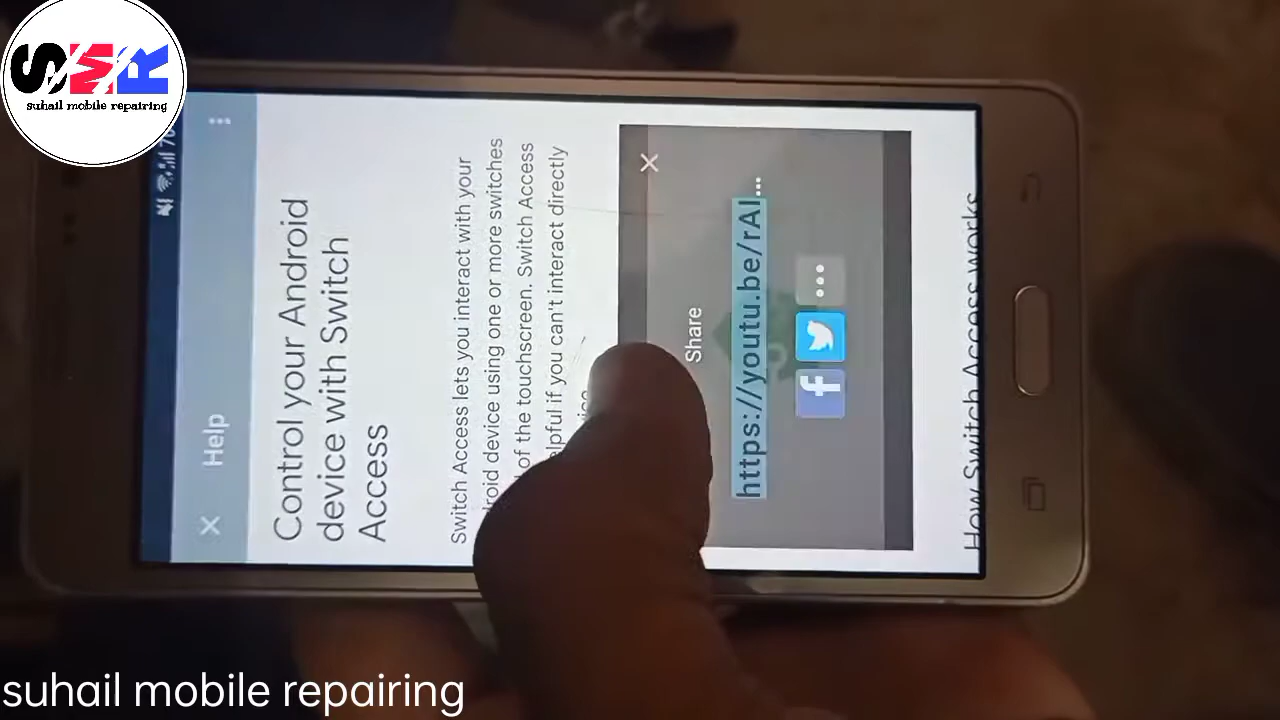 SMR
suhail mobile repairing
Help
Control your Android
device with Switch
Access
Switch Access lets you interact with your
device using one or more switches
of the touchscreen. Switch Access
if you can't interact directly
Share
https://youtu.be/rAI...
f
How Switch Access works
suhail mobile repairing